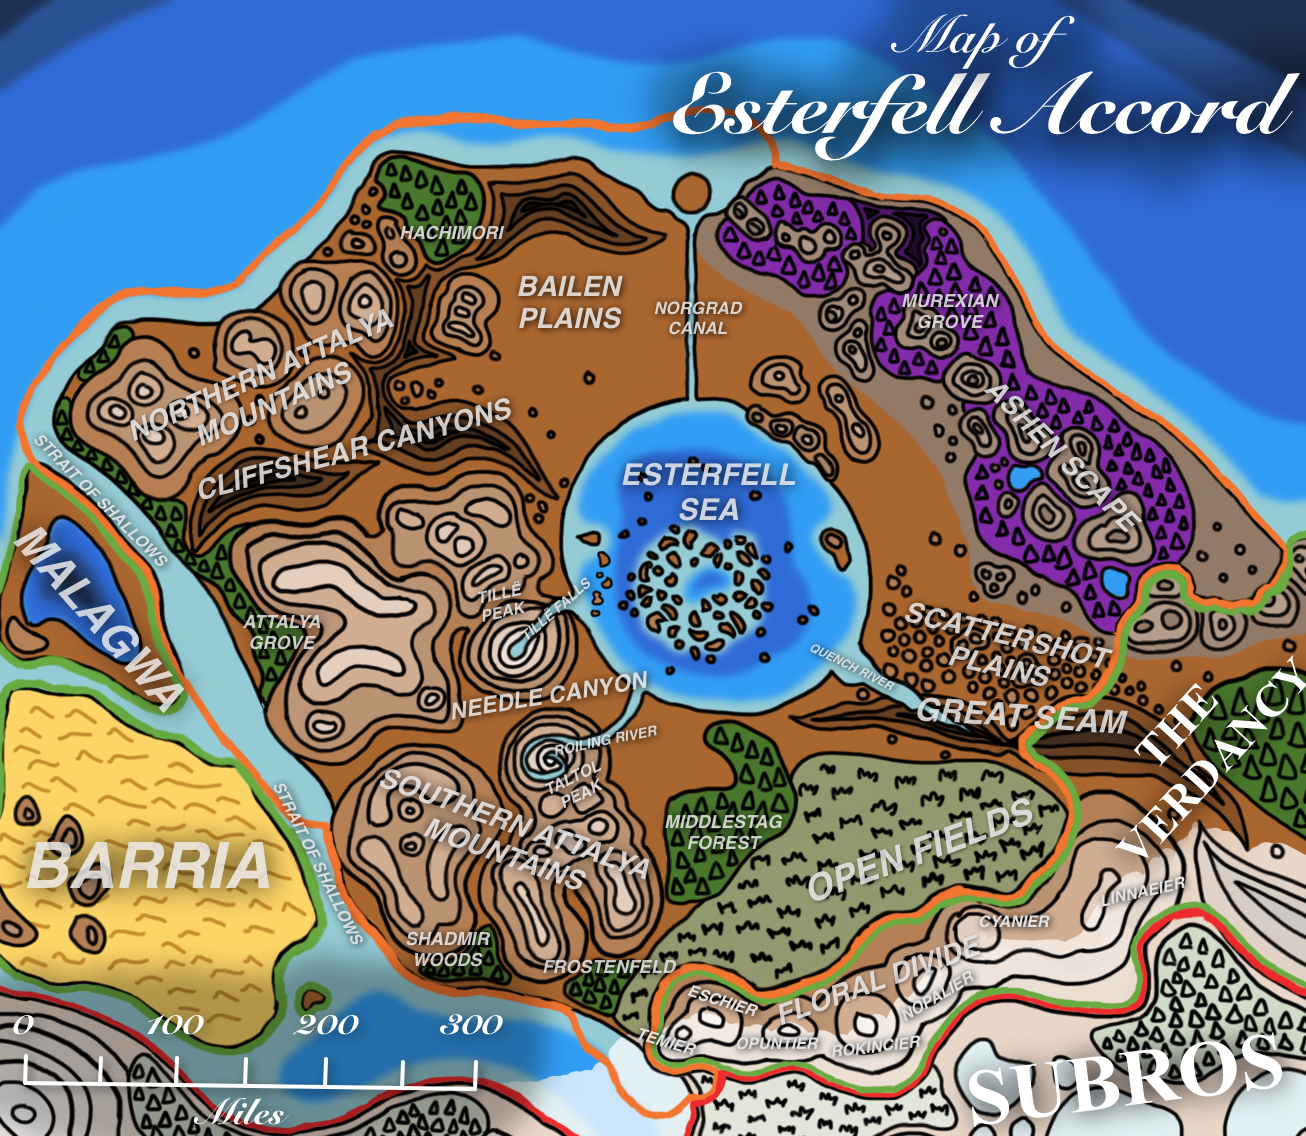 Map of
Esterfell Accord
HACHIMORI
BAILEN
PLAINS
NORGRAD
CANAL
MUREXIAN
GROVE
NORTHERN ATTALYA
MOUNTAINS
CLIFFSHEAR CANYONS
ASHEN SCAPE
STRAIT OF SHALLOWS
ESTERFELL
SEA
MALAGWA
TILLË
PEAK
TILLË FALLS
ATTALYA
GROVE
SCATTERSHOT
PLAINS
QUENCH RIVER
NEEDLE CANYON
GREAT SEAM
THE
VERDANCY
ROILING RIVER
TALTOL
PEAK
SOUTHERN ATTALYA
MOUNTAINS
STRAIT OF SHALLOWS
MIDDLESTAG
FOREST
OPEN FIELDS
BARRIA
LINNAEIER
CYANIER
SHADMIR
WOODS
FROSTENFELD
FLORAL DIVIDE
ESCHIER
NOPALIER
TEMIER
OPUNTIER
ROKINCIER
SUBROS
0 100 200 300
Miles